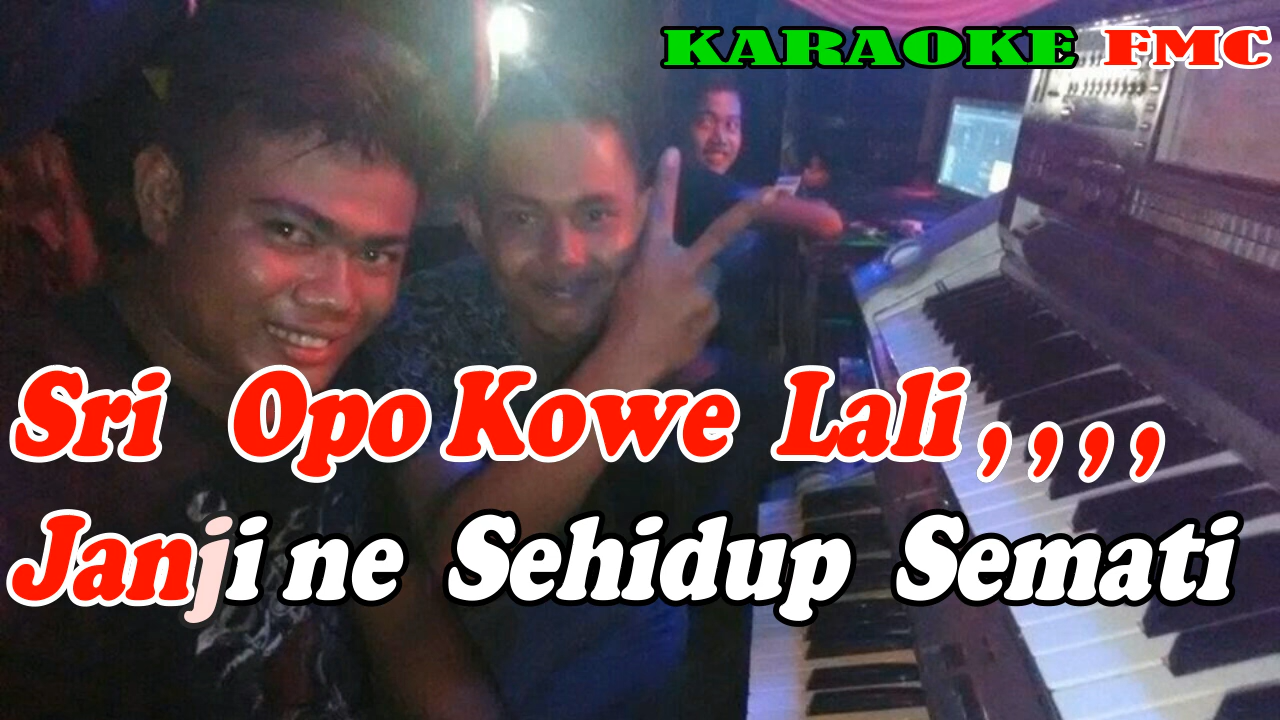 KARAOKE FMC
Sri Opo Kowe Lali , , , ,
Janji ne Sehidup Semati